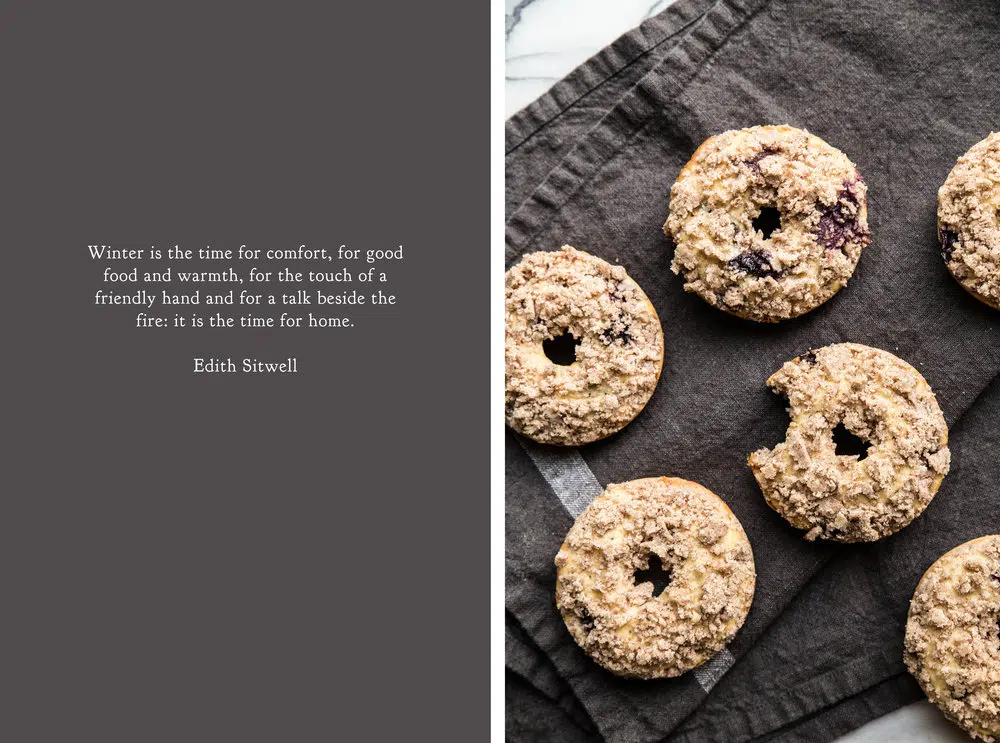 Winter is the time for comfort, for good
food and warmth, for the touch of a
friendly hand and for a talk beside the
fire: it is the time for home.
Edith Sitwell